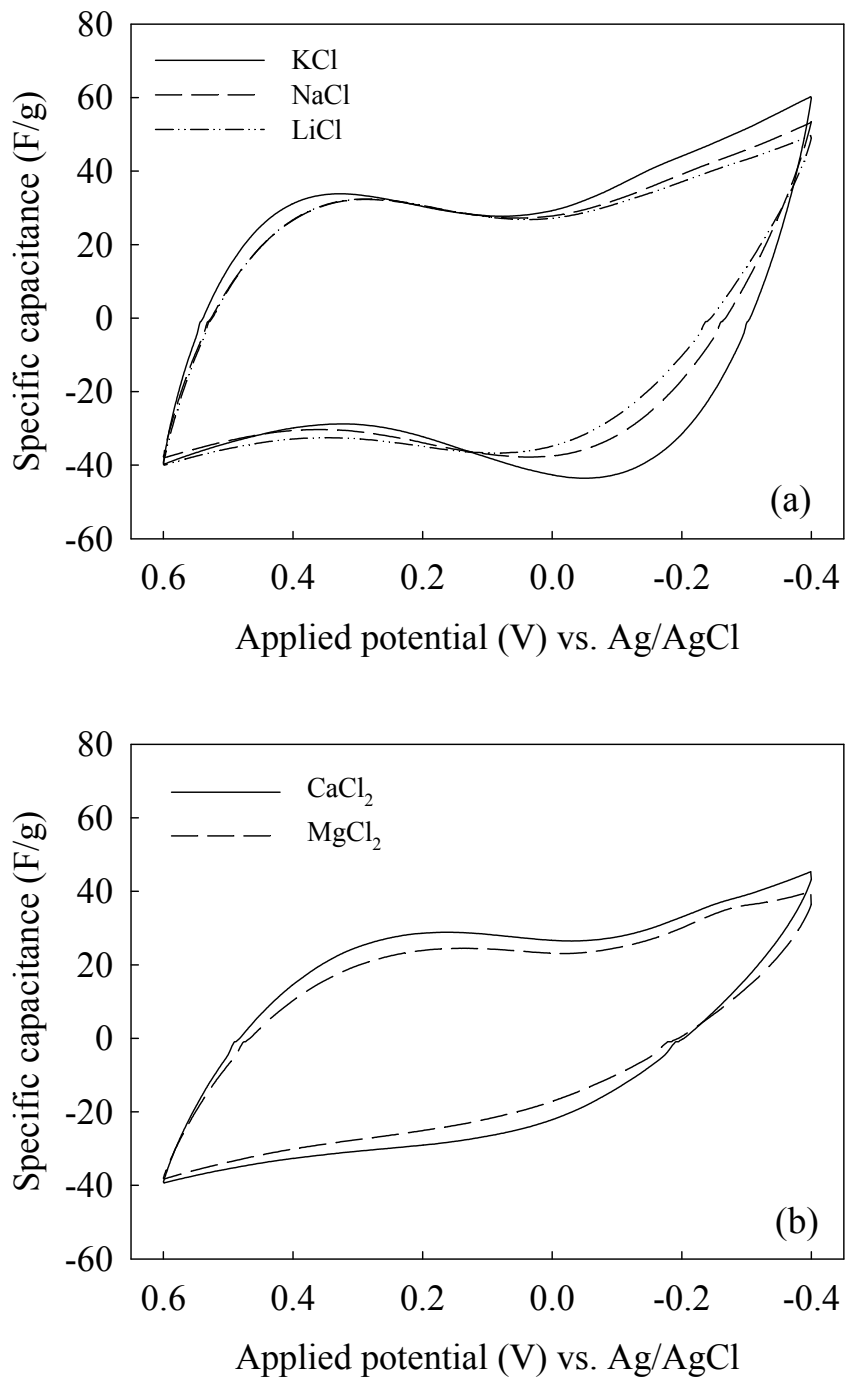 80
60
40
20
0
-20
-40
-60
Specific capacitance (F/g)
KCl
NaCl
LiCl
(a)
0.6 0.4 0.2 0.0 -0.2 -0.4
Applied potential (V) vs. Ag/AgCl
80
60
40
20
0
-20
-40
-60
Specific capacitance (F/g)
CaCl2
MgCl2
(b)
0.6 0.4 0.2 0.0 -0.2 -0.4
Applied potential (V) vs. Ag/AgCl